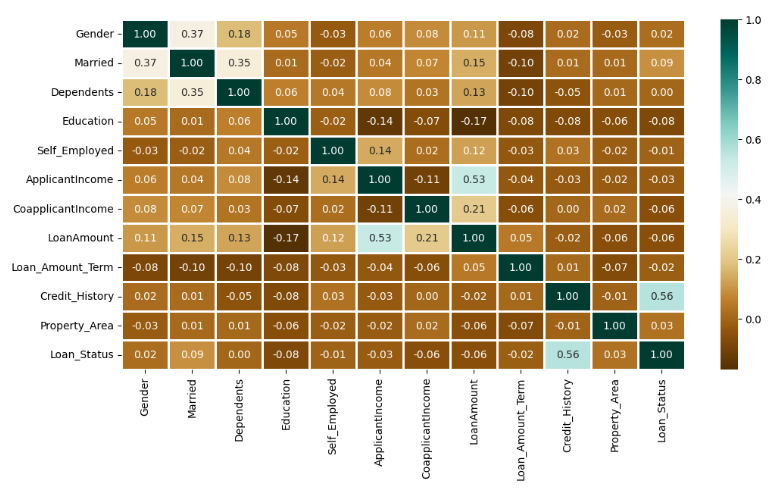 Gender 1.00 0.37 0.18 0.05 -0.03 0.06 0.08 0.11 -0.08 0.02 -0.03 0.02
Married 0.37 1.00 0.35 0.01 -0.02 0.04 0.07 0.15 -0.10 0.01 0.01 0.09
Dependents 0.18 0.35 1.00 0.06 0.04 0.08 0.03 0.13 -0.10 -0.05 0.01 0.00
Education 0.05 0.01 0.06 1.00 -0.02 -0.14 -0.07 -0.17 -0.08 -0.08 -0.06 -0.08
Self_Employed -0.03 -0.02 0.04 -0.02 1.00 0.14 0.02 0.12 -0.03 0.03 -0.02 -0.01
ApplicantIncome 0.06 0.04 0.08 -0.14 0.14 1.00 -0.11 0.53 -0.04 -0.03 -0.02 -0.03
CoapplicantIncome 0.08 0.07 0.03 -0.07 0.02 -0.11 1.00 0.21 -0.06 0.00 0.02 -0.06
LoanAmount 0.11 0.15 0.13 -0.17 0.12 0.53 0.21 1.00 0.05 -0.02 -0.06 -0.06
Loan_Amount_Term -0.08 -0.10 -0.10 -0.08 -0.03 -0.04 -0.06 0.05 1.00 0.01 -0.07 -0.02
Credit_History 0.02 0.01 -0.05 -0.08 0.03 -0.03 0.00 -0.02 0.01 1.00 -0.01 0.56
Property_Area -0.03 0.01 0.01 -0.06 -0.02 -0.02 0.02 -0.06 -0.07 -0.01 1.00 0.03
Loan_Status 0.02 0.09 0.00 -0.08 -0.01 -0.03 -0.06 -0.06 -0.02 0.56 0.03 1.00
Gender
Married
Dependents
Education
Self_Employed
ApplicantIncome
CoapplicantIncome
LoanAmount
Loan_Amount_Term
Credit_History
Property_Area
Loan_Status
1.0
0.8
0.6
0.4
0.2
0.0